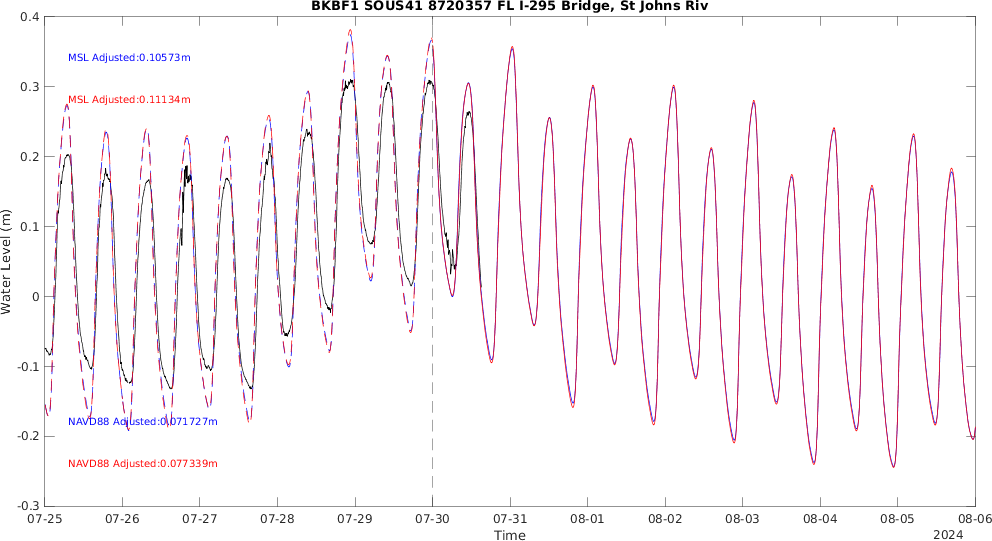 BKBF1 SOUS41 8720357 FL I-295 Bridge, St Johns Riv
0.4
0.3
0.2
0.1
0
-0.1
-0.2
-0.3
Water Level (m)
MSL Adjusted:0.10573m
MSL Adjusted:0.11134m
NAVD88 Adjusted:0.071727m
NAVD88 Adjusted:0.077339m
07-25 07-26 07-27 07-28 07-29 07-30 07-31 08-01 08-02 08-03 08-04 08-05 08-06
Time
2024